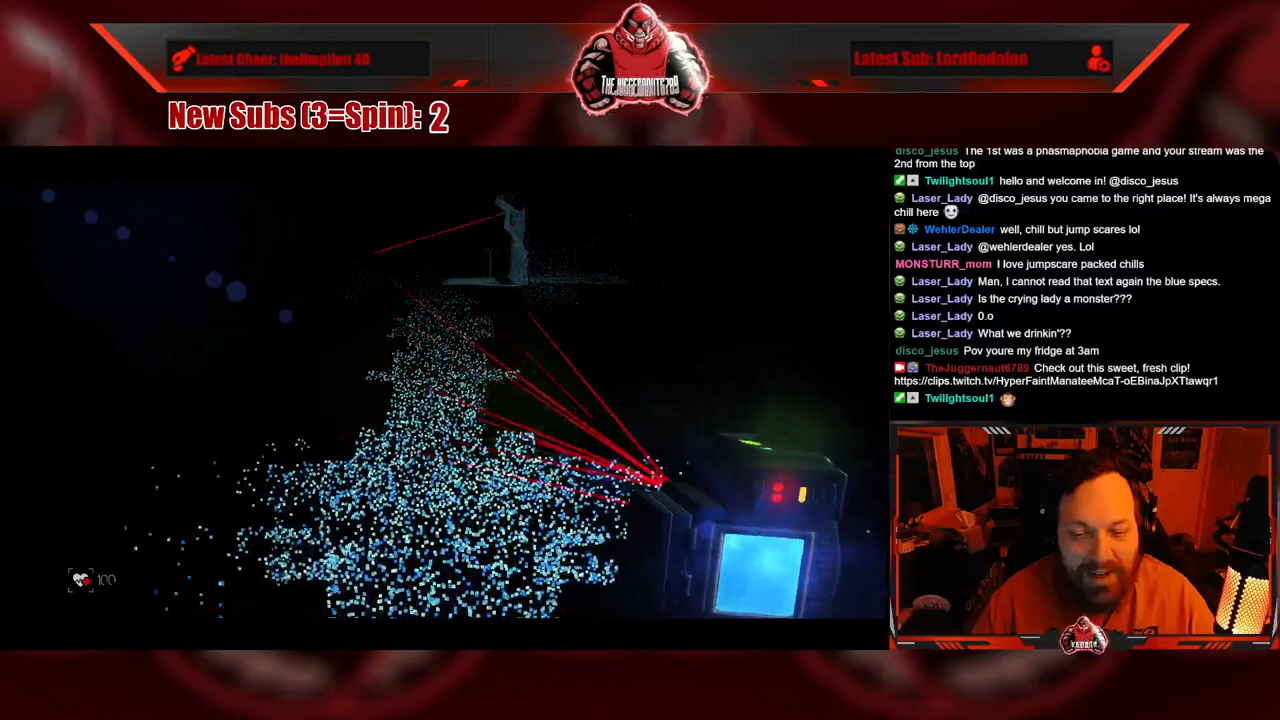 Latest Cheer: theHmgllen 40
THEJUGGERNAUT6789
Latest Sub: LordOodaloo
New Subs (3=Spin): 2
disco_jesus The 1st was a phasmaphobia game and your stream was the
2nd from the top
Twilightsoul1 hello and welcome in! @disco_jesus
Laser_Lady @disco_jesus you came to the right place! It's always mega
chill here
WehlerDealer well, chill but jump scares lol
Laser_Lady @wehlerdealer yes. Lol
MONSTURR_mom I love jumpscare packed chills
Laser_Lady Man, I cannot read that text again the blue specs.
Laser_Lady Is the crying lady a monster???
Laser_Lady 0.o
Laser_Lady What we drinkin'??
disco_jesus Pov youre my fridge at 3am
TheJuggernaut6789 Check out this sweet, fresh clip!
https://clips.twitch.tv/HyperFaintManateeMcaT-oEBinaJpXTtawqr1
Twilightsoul1
100